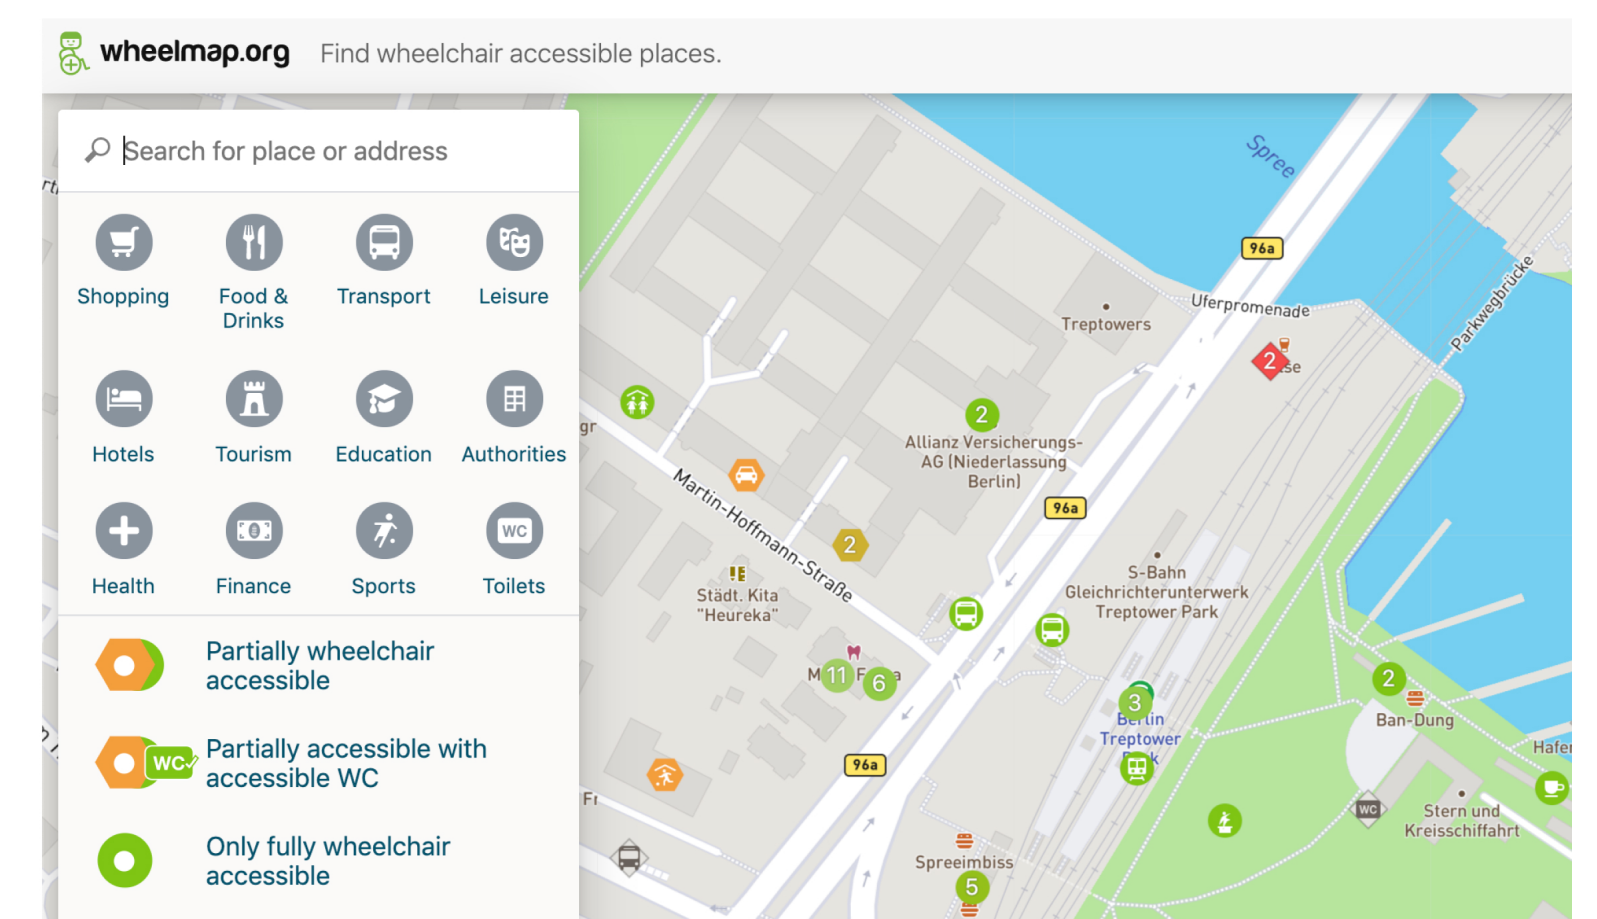 wheelmap.org Find wheelchair accessible places.
Search for place or address
Shopping
Food &
Drinks
Transport
Leisure
Hotels
Tourism
Education
Authorities
Health
Finance
Sports
WC
Toilets
Partially wheelchair
accessible
WC
Partially accessible with
accessible WC
Only fully wheelchair
accessible
Spree
96a
Uferpromenade
Parkwegbrücke
Treptowers
2
2
Allianz Versicherungs-
AG (Niederlassung
Berlin)
96a
Martin-Hoffmann-Straße
2
Städt. Kita
"Heureka"
S-Bahn
Gleichrichterunterwerk
Treptower Park
11
6
3
Berlin
Treptower
2
Ban-Dung
96a
WC
Stern und
Kreisschiffahrt
Spreeimbiss
5